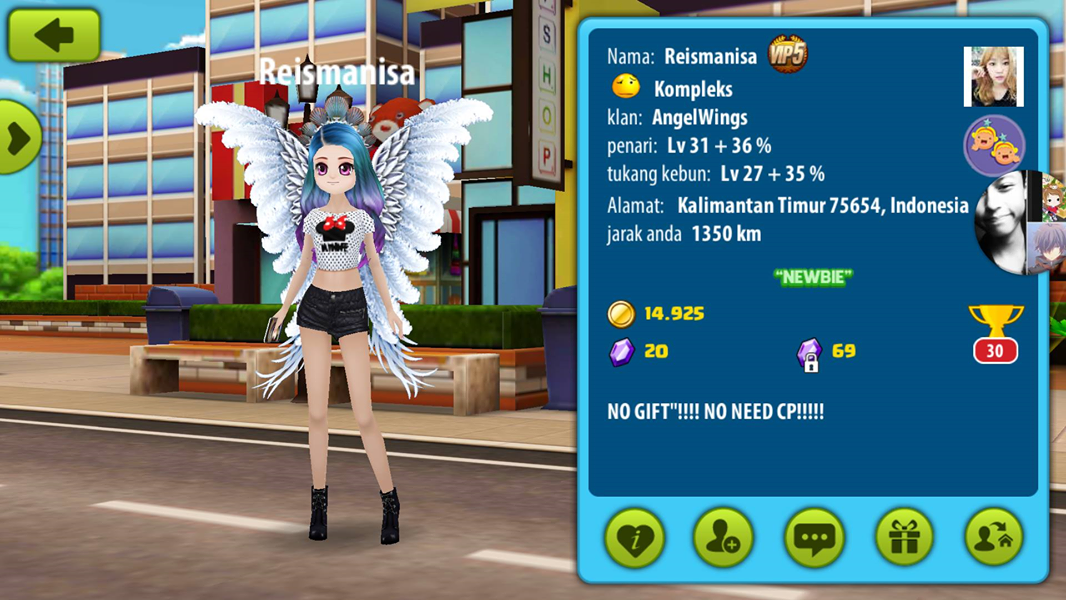 Reismanisa
SHOP
MINNIE
Nama: Reismanisa VIP5
Kompleks
klan: AngelWings
penari: Lv 31 + 36 %
tukang kebun: Lv 27 + 35 %
Alamat: Kalimantan Timur 75654, Indonesia
jarak anda 1350 km
"NEWBIE"
14.925
20 69
30
NO GIFT"!!!! NO NEED CP!!!!!